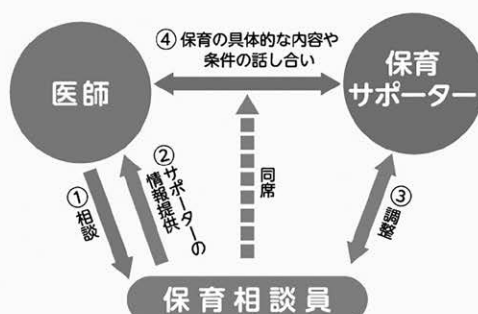 ④ 保育の具体的な内容や
条件の話し合い
医師
保育
サポーター
① 相談
② サポーターの
情報提供
同席
③ 調整
保育相談員